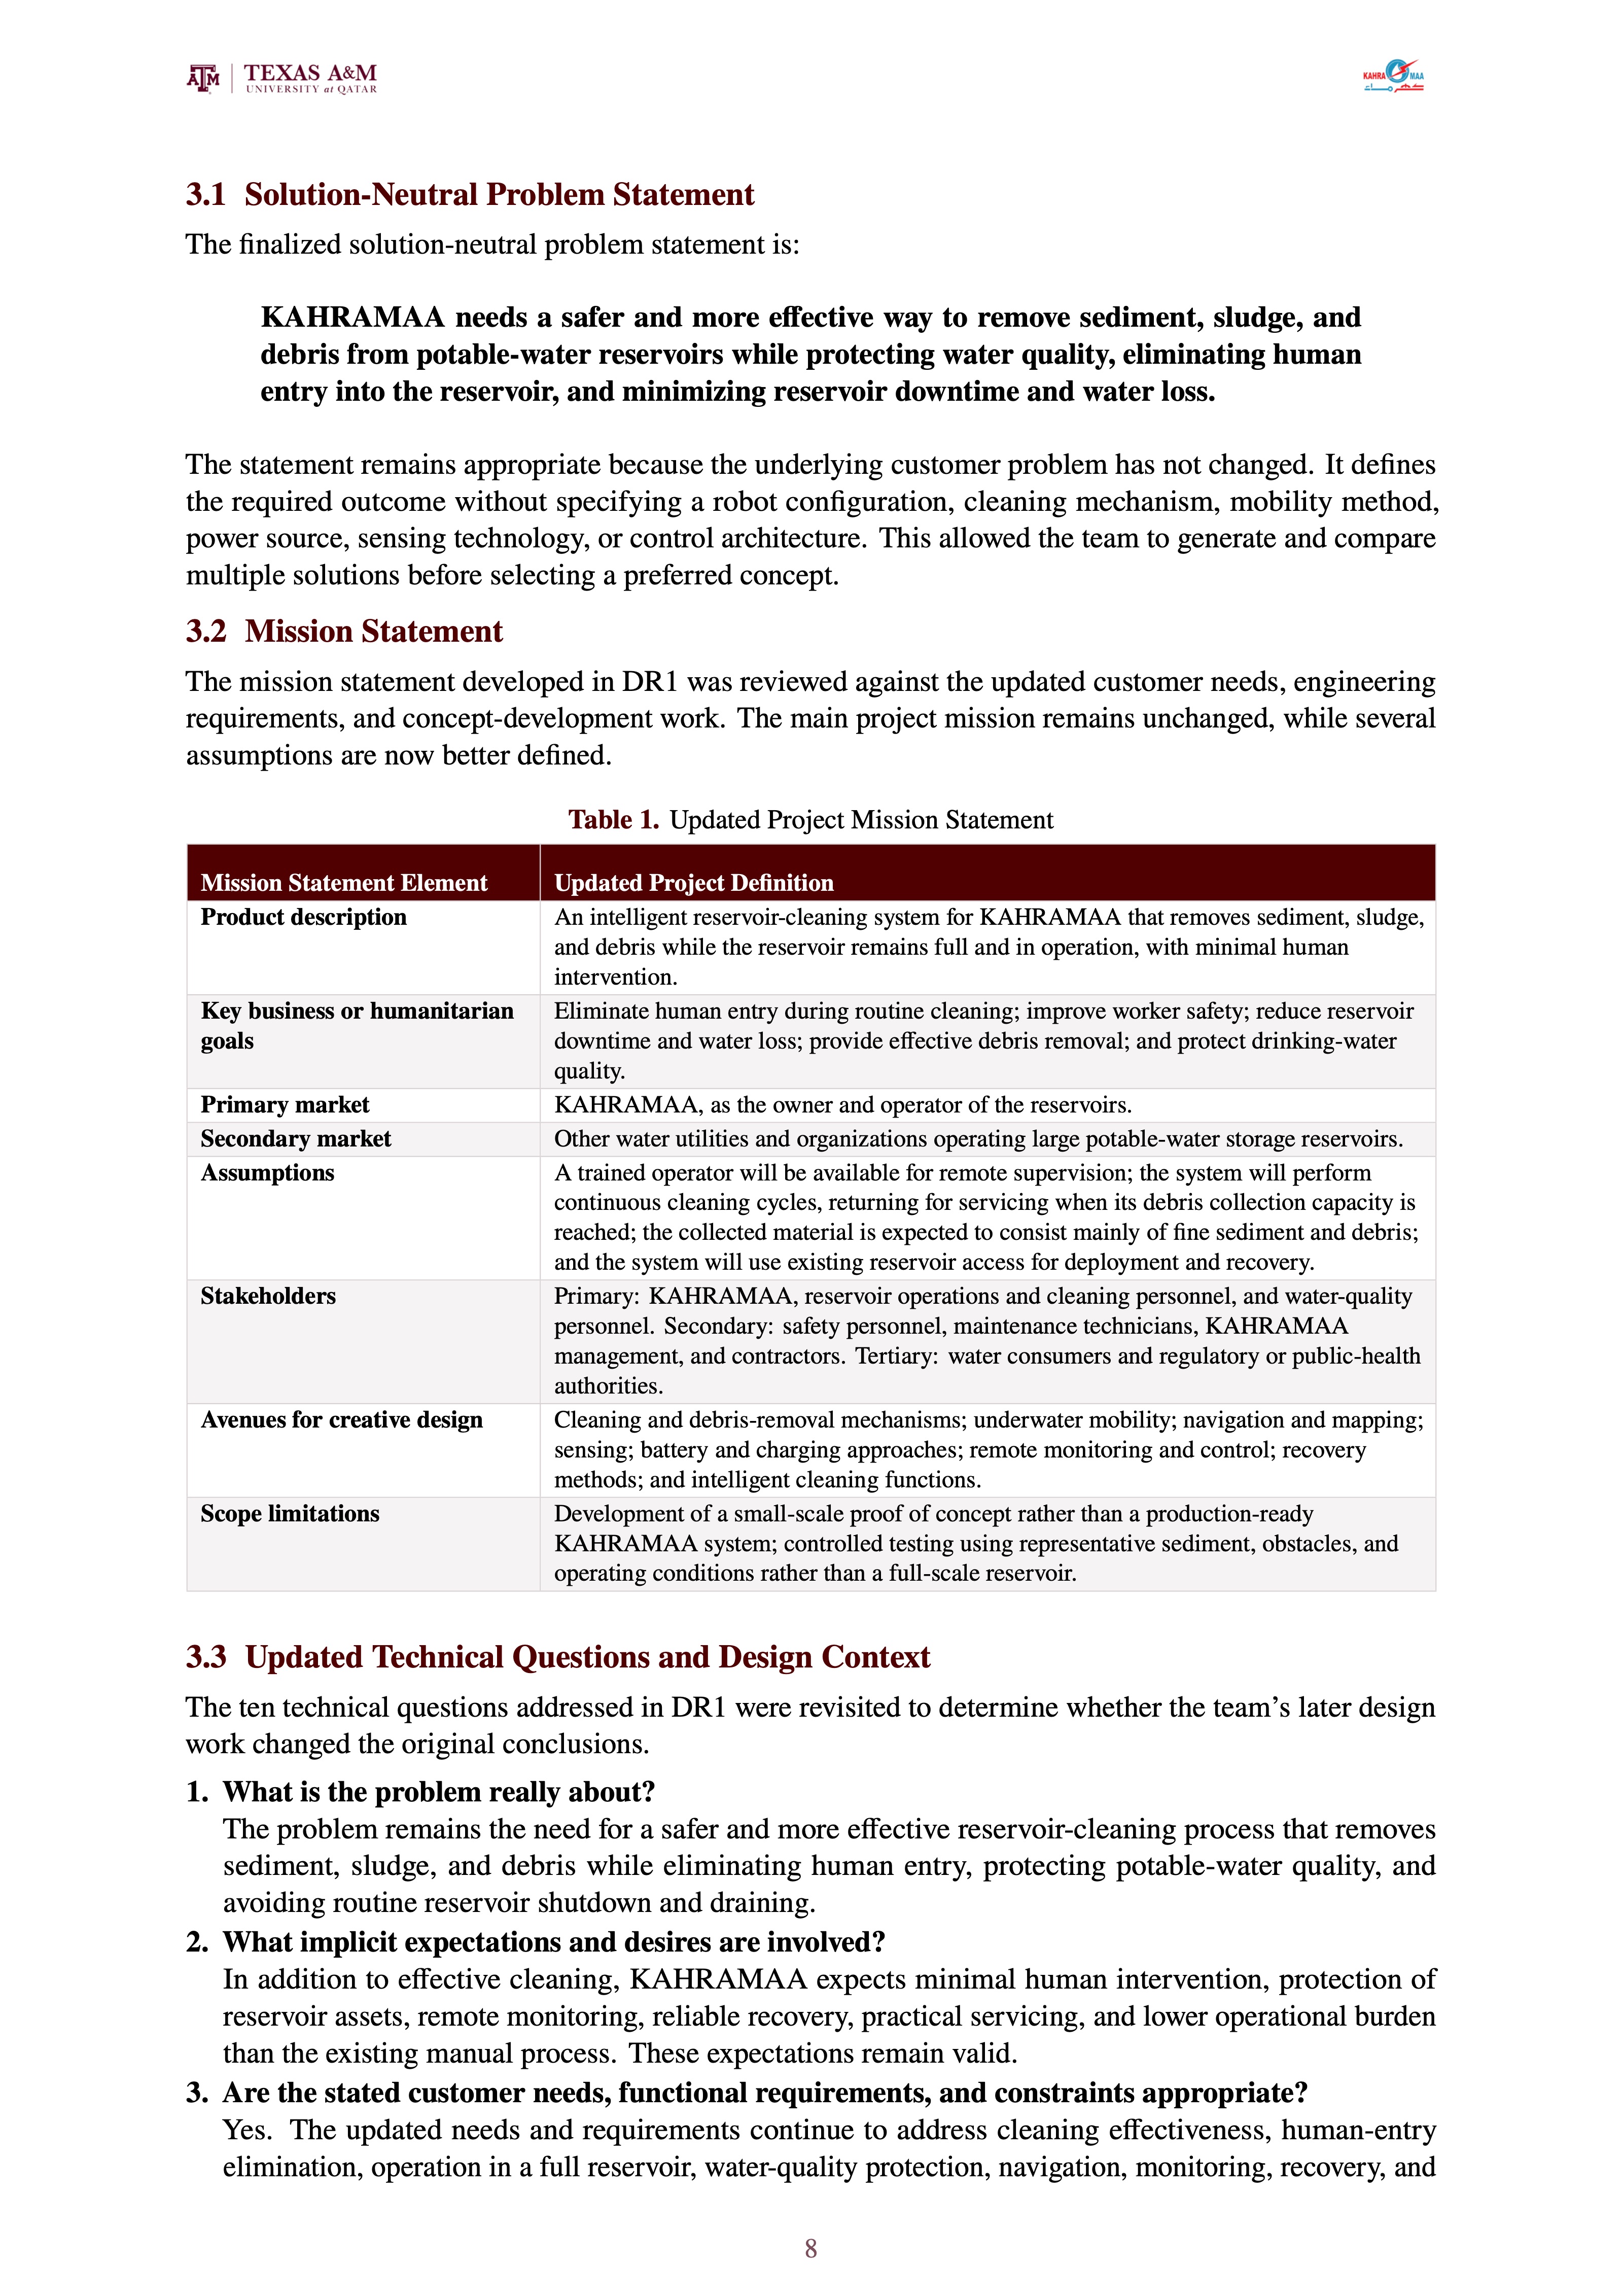 TEXAS A&M
UNIVERSITY at QATAR
KAHRA MAA
كهرماء
3.1 Solution-Neutral Problem Statement
The finalized solution-neutral problem statement is:
KAHRAMAA needs a safer and more effective way to remove sediment, sludge, and
debris from potable-water reservoirs while protecting water quality, eliminating human
entry into the reservoir, and minimizing reservoir downtime and water loss.
The statement remains appropriate because the underlying customer problem has not changed. It defines
the required outcome without specifying a robot configuration, cleaning mechanism, mobility method,
power source, sensing technology, or control architecture. This allowed the team to generate and compare
multiple solutions before selecting a preferred concept.
3.2 Mission Statement
The mission statement developed in DR1 was reviewed against the updated customer needs, engineering
requirements, and concept-development work. The main project mission remains unchanged, while several
assumptions are now better defined.
Table 1. Updated Project Mission Statement
Mission Statement Element
Updated Project Definition
Product description
An intelligent reservoir-cleaning system for KAHRAMAA that removes sediment, sludge,
and debris while the reservoir remains full and in operation, with minimal human
intervention.
Key business or humanitarian
goals
Eliminate human entry during routine cleaning; improve worker safety; reduce reservoir
downtime and water loss; provide effective debris removal; and protect drinking-water
quality.
Primary market
KAHRAMAA, as the owner and operator of the reservoirs.
Secondary market
Other water utilities and organizations operating large potable-water storage reservoirs.
Assumptions
A trained operator will be available for remote supervision; the system will perform
continuous cleaning cycles, returning for servicing when its debris collection capacity is
reached; the collected material is expected to consist mainly of fine sediment and debris;
and the system will use existing reservoir access for deployment and recovery.
Stakeholders
Primary: KAHRAMAA, reservoir operations and cleaning personnel, and water-quality
personnel. Secondary: safety personnel, maintenance technicians, KAHRAMAA
management, and contractors. Tertiary: water consumers and regulatory or public-health
authorities.
Avenues for creative design
Cleaning and debris-removal mechanisms; underwater mobility; navigation and mapping;
sensing; battery and charging approaches; remote monitoring and control; recovery
methods; and intelligent cleaning functions.
Scope limitations
Development of a small-scale proof of concept rather than a production-ready
KAHRAMAA system; controlled testing using representative sediment, obstacles, and
operating conditions rather than a full-scale reservoir.
3.3 Updated Technical Questions and Design Context
The ten technical questions addressed in DR1 were revisited to determine whether the team's later design
work changed the original conclusions.
1. What is the problem really about?
The problem remains the need for a safer and more effective reservoir-cleaning process that removes
sediment, sludge, and debris while eliminating human entry, protecting potable-water quality, and
avoiding routine reservoir shutdown and draining.
2. What implicit expectations and desires are involved?
In addition to effective cleaning, KAHRAMAA expects minimal human intervention, protection of
reservoir assets, remote monitoring, reliable recovery, practical servicing, and lower operational burden
than the existing manual process. These expectations remain valid.
3. Are the stated customer needs, functional requirements, and constraints appropriate?
Yes. The updated needs and requirements continue to address cleaning effectiveness, human-entry
elimination, operation in a full reservoir, water-quality protection, navigation, monitoring, recovery, and
8